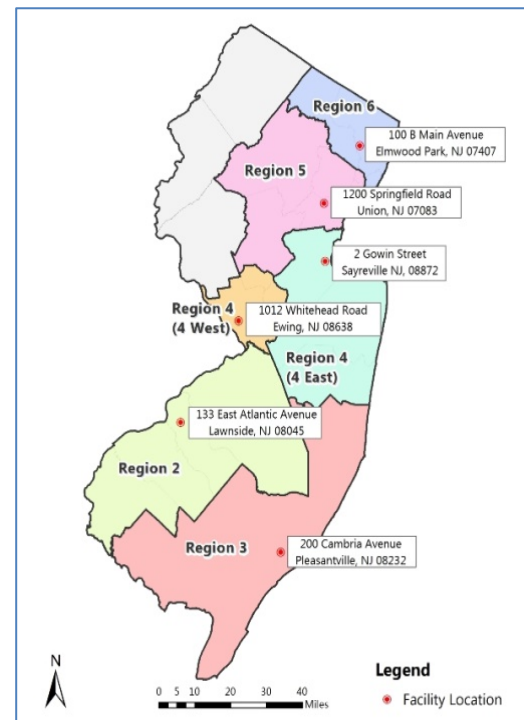 Region 6
100 B Main Avenue
Elmwood Park, NJ 07407
Region 5
1200 Springfield Road
Union, NJ 07083
2 Gowin Street
Sayreville NJ, 08872
Region 4
(4 West)
1012 Whitehead Road
Ewing, NJ 08638
Region 4
(4 East)
133 East Atlantic Avenue
Lawnside, NJ 08045
Region 2
Region 3
200 Cambria Avenue
Pleasantville, NJ 08232
N
0 5 10 20 30 40
Miles
Legend
Facility Location